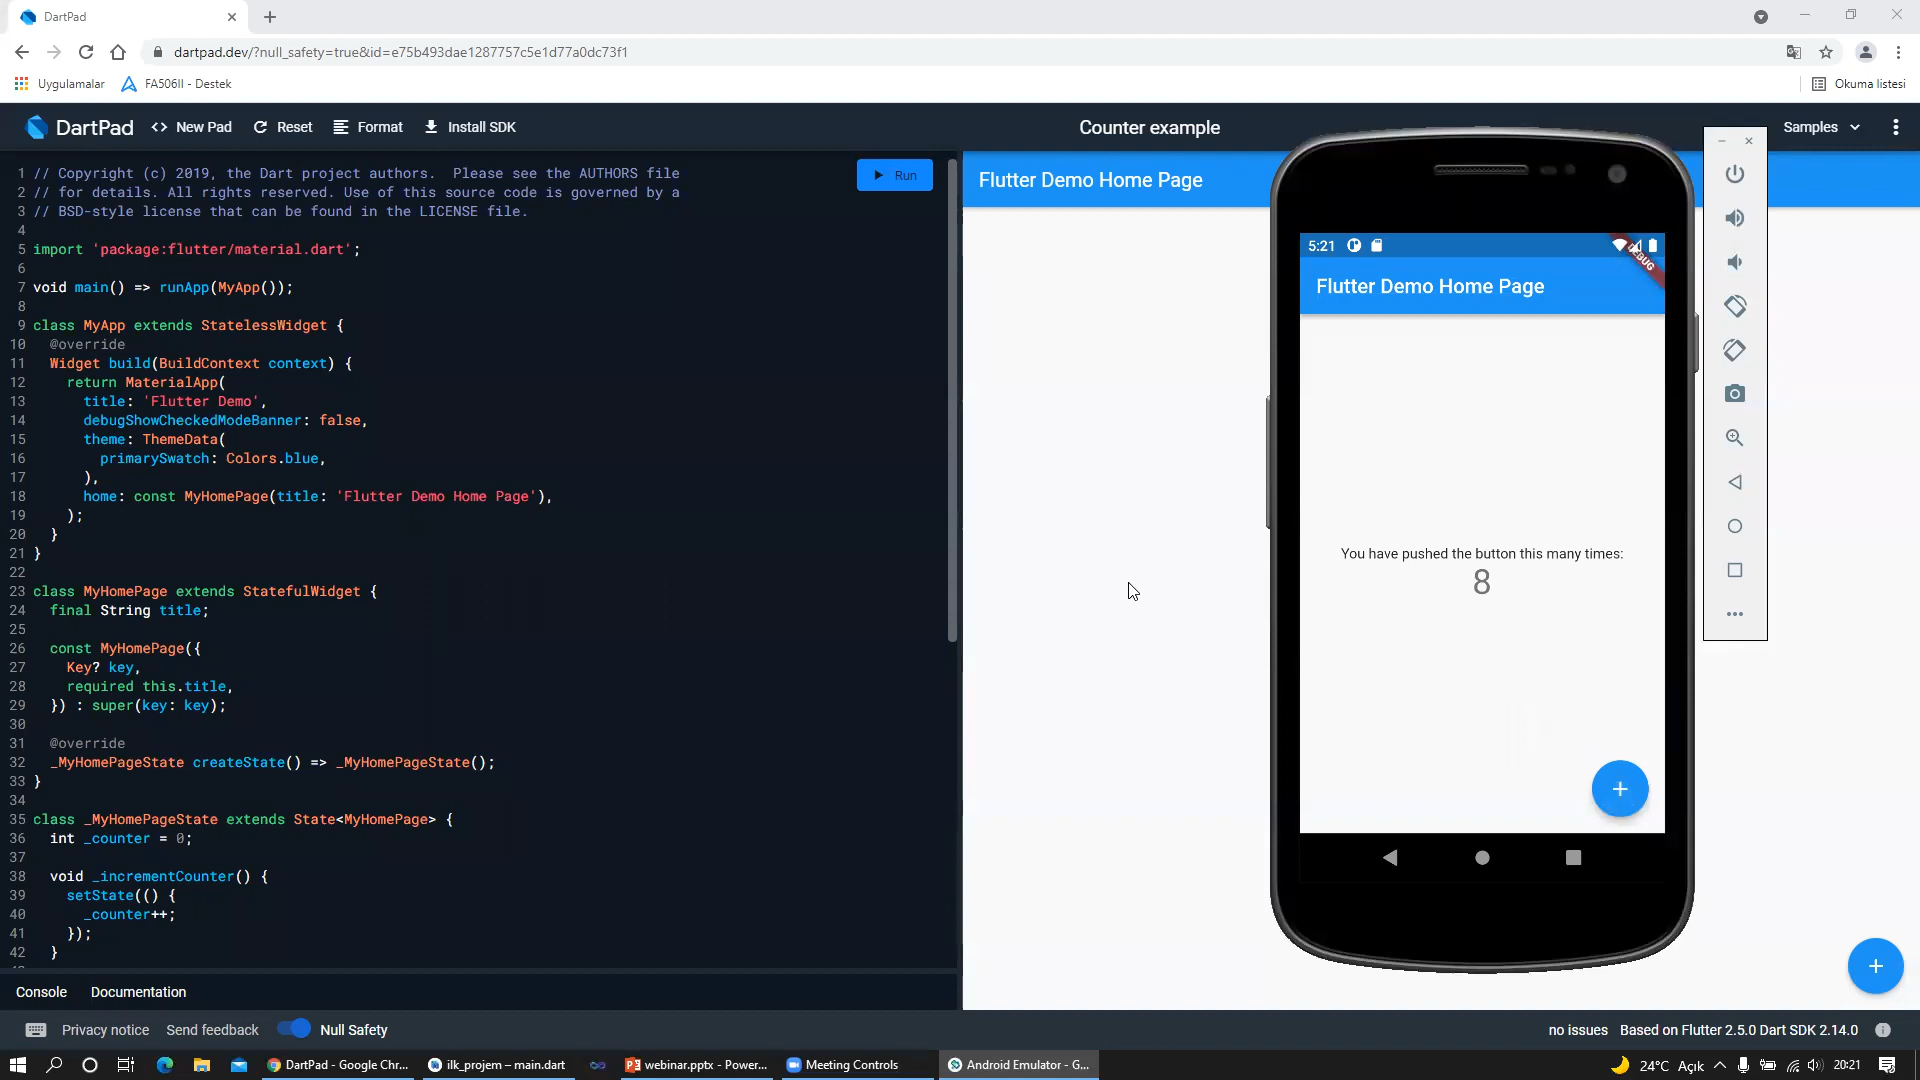 DartPad
dartpad.dev/?null_safety=true&id=e75b493dae1287757c5e1d77a0dc73f1
Uygulamalar
FA506II - Destek
Okuma listesi
DartPad
<> New Pad
Reset
Format
Install SDK
Counter example
Samples
Run
1 // Copyright (c) 2019, the Dart project authors.  Please see the AUTHORS file
2 // for details. All rights reserved. Use of this source code is governed by a
3 // BSD-style license that can be found in the LICENSE file.
4
5 import 'package:flutter/material.dart';
6
7 void main() => runApp(MyApp());
8
9 class MyApp extends StatelessWidget {
10   @override
11   Widget build(BuildContext context) {
12     return MaterialApp(
13       title: 'Flutter Demo',
14       debugShowCheckedModeBanner: false,
15       theme: ThemeData(
16         primarySwatch: Colors.blue,
17       ),
18       home: const MyHomePage(title: 'Flutter Demo Home Page'),
19     );
20   }
21 }
22
23 class MyHomePage extends StatefulWidget {
24   final String title;
25
26   const MyHomePage({
27     Key? key,
28     required this.title,
29   }) : super(key: key);
30
31   @override
32   _MyHomePageState createState() => _MyHomePageState();
33 }
34
35 class _MyHomePageState extends State<MyHomePage> {
36   int _counter = 0;
37
38   void _incrementCounter() {
39     setState(() {
40       _counter++;
41     });
42   }
Flutter Demo Home Page
5:21
DEBUG
Flutter Demo Home Page
You have pushed the button this many times:
8
Console
Documentation
Privacy notice
Send feedback
Null Safety
no issues
Based on Flutter 2.5.0 Dart SDK 2.14.0
DartPad - Google Chr...
ilk_projem – main.dart
webinar.pptx - Power...
Meeting Controls
Android Emulator - G...
24°C Açık
20:21